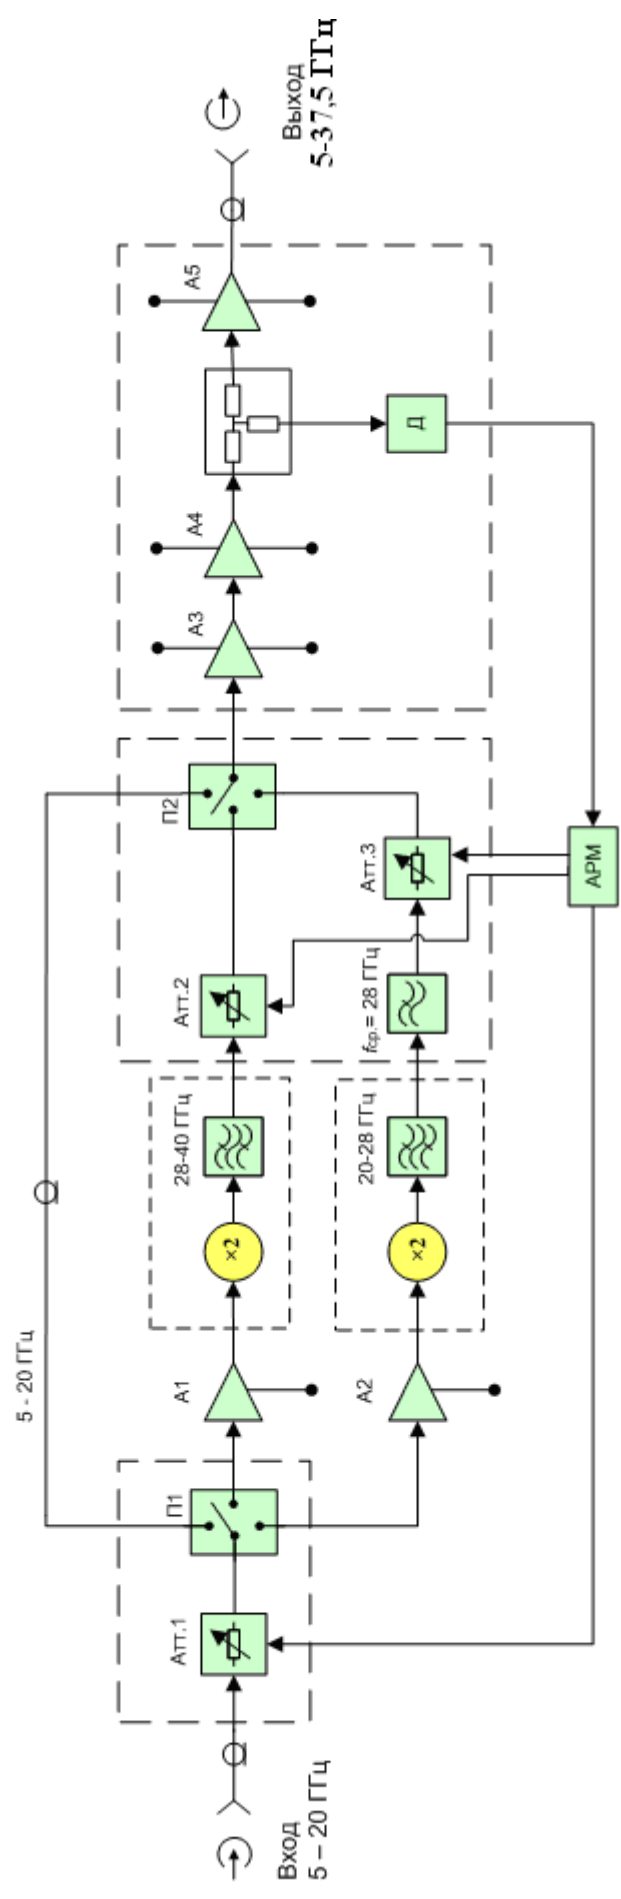 Вход
5 – 20 ГГц
Атт.1
П1
5 - 20 ГГц
А1
А2
×2
×2
28-40 ГГц
20-28 ГГц
fср.= 28 ГГц
Атт.2
Атт.3
П2
АРМ
А3
А4
Д
А5
Выход
5-37,5 ГГц